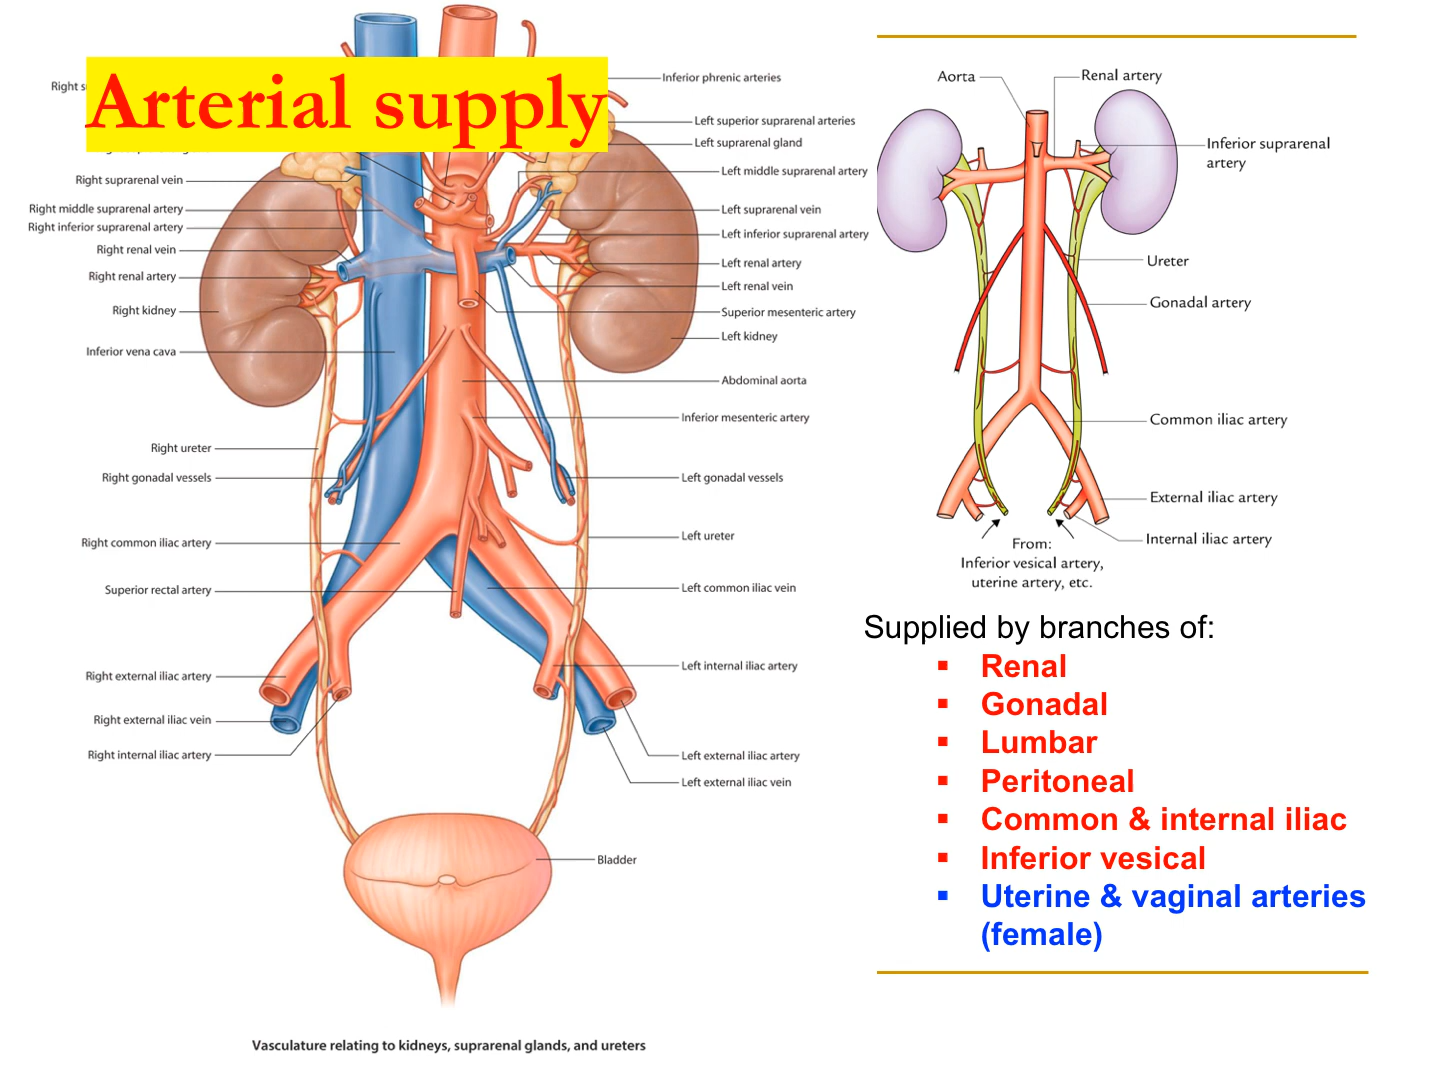 Arterial supply
Right s
Right suprarenal vein
Right middle suprarenal artery
Right inferior suprarenal artery
Right renal vein
Right renal artery
Right kidney
Inferior vena cava
Right ureter
Right gonadal vessels
Right common iliac artery
Superior rectal artery
Right external iliac artery
Right external iliac vein
Right internal iliac artery
Inferior phrenic arteries
Left superior suprarenal arteries
Left suprarenal gland
Left middle suprarenal artery
Left suprarenal vein
Left inferior suprarenal artery
Left renal artery
Left renal vein
Superior mesenteric artery
Left kidney
Abdominal aorta
Inferior mesenteric artery
Left gonadal vessels
Left ureter
Left common iliac vein
Left internal iliac artery
Left external iliac artery
Left external iliac vein
Bladder
Vasculature relating to kidneys, suprarenal glands, and ureters
Aorta
Renal artery
Inferior suprarenal
artery
Ureter
Gonadal artery
Common iliac artery
External iliac artery
Internal iliac artery
From:
Inferior vesical artery,
uterine artery, etc.
Supplied by branches of:
▪ Renal
▪ Gonadal
▪ Lumbar
▪ Peritoneal
▪ Common & internal iliac
▪ Inferior vesical
▪ Uterine & vaginal arteries
(female)